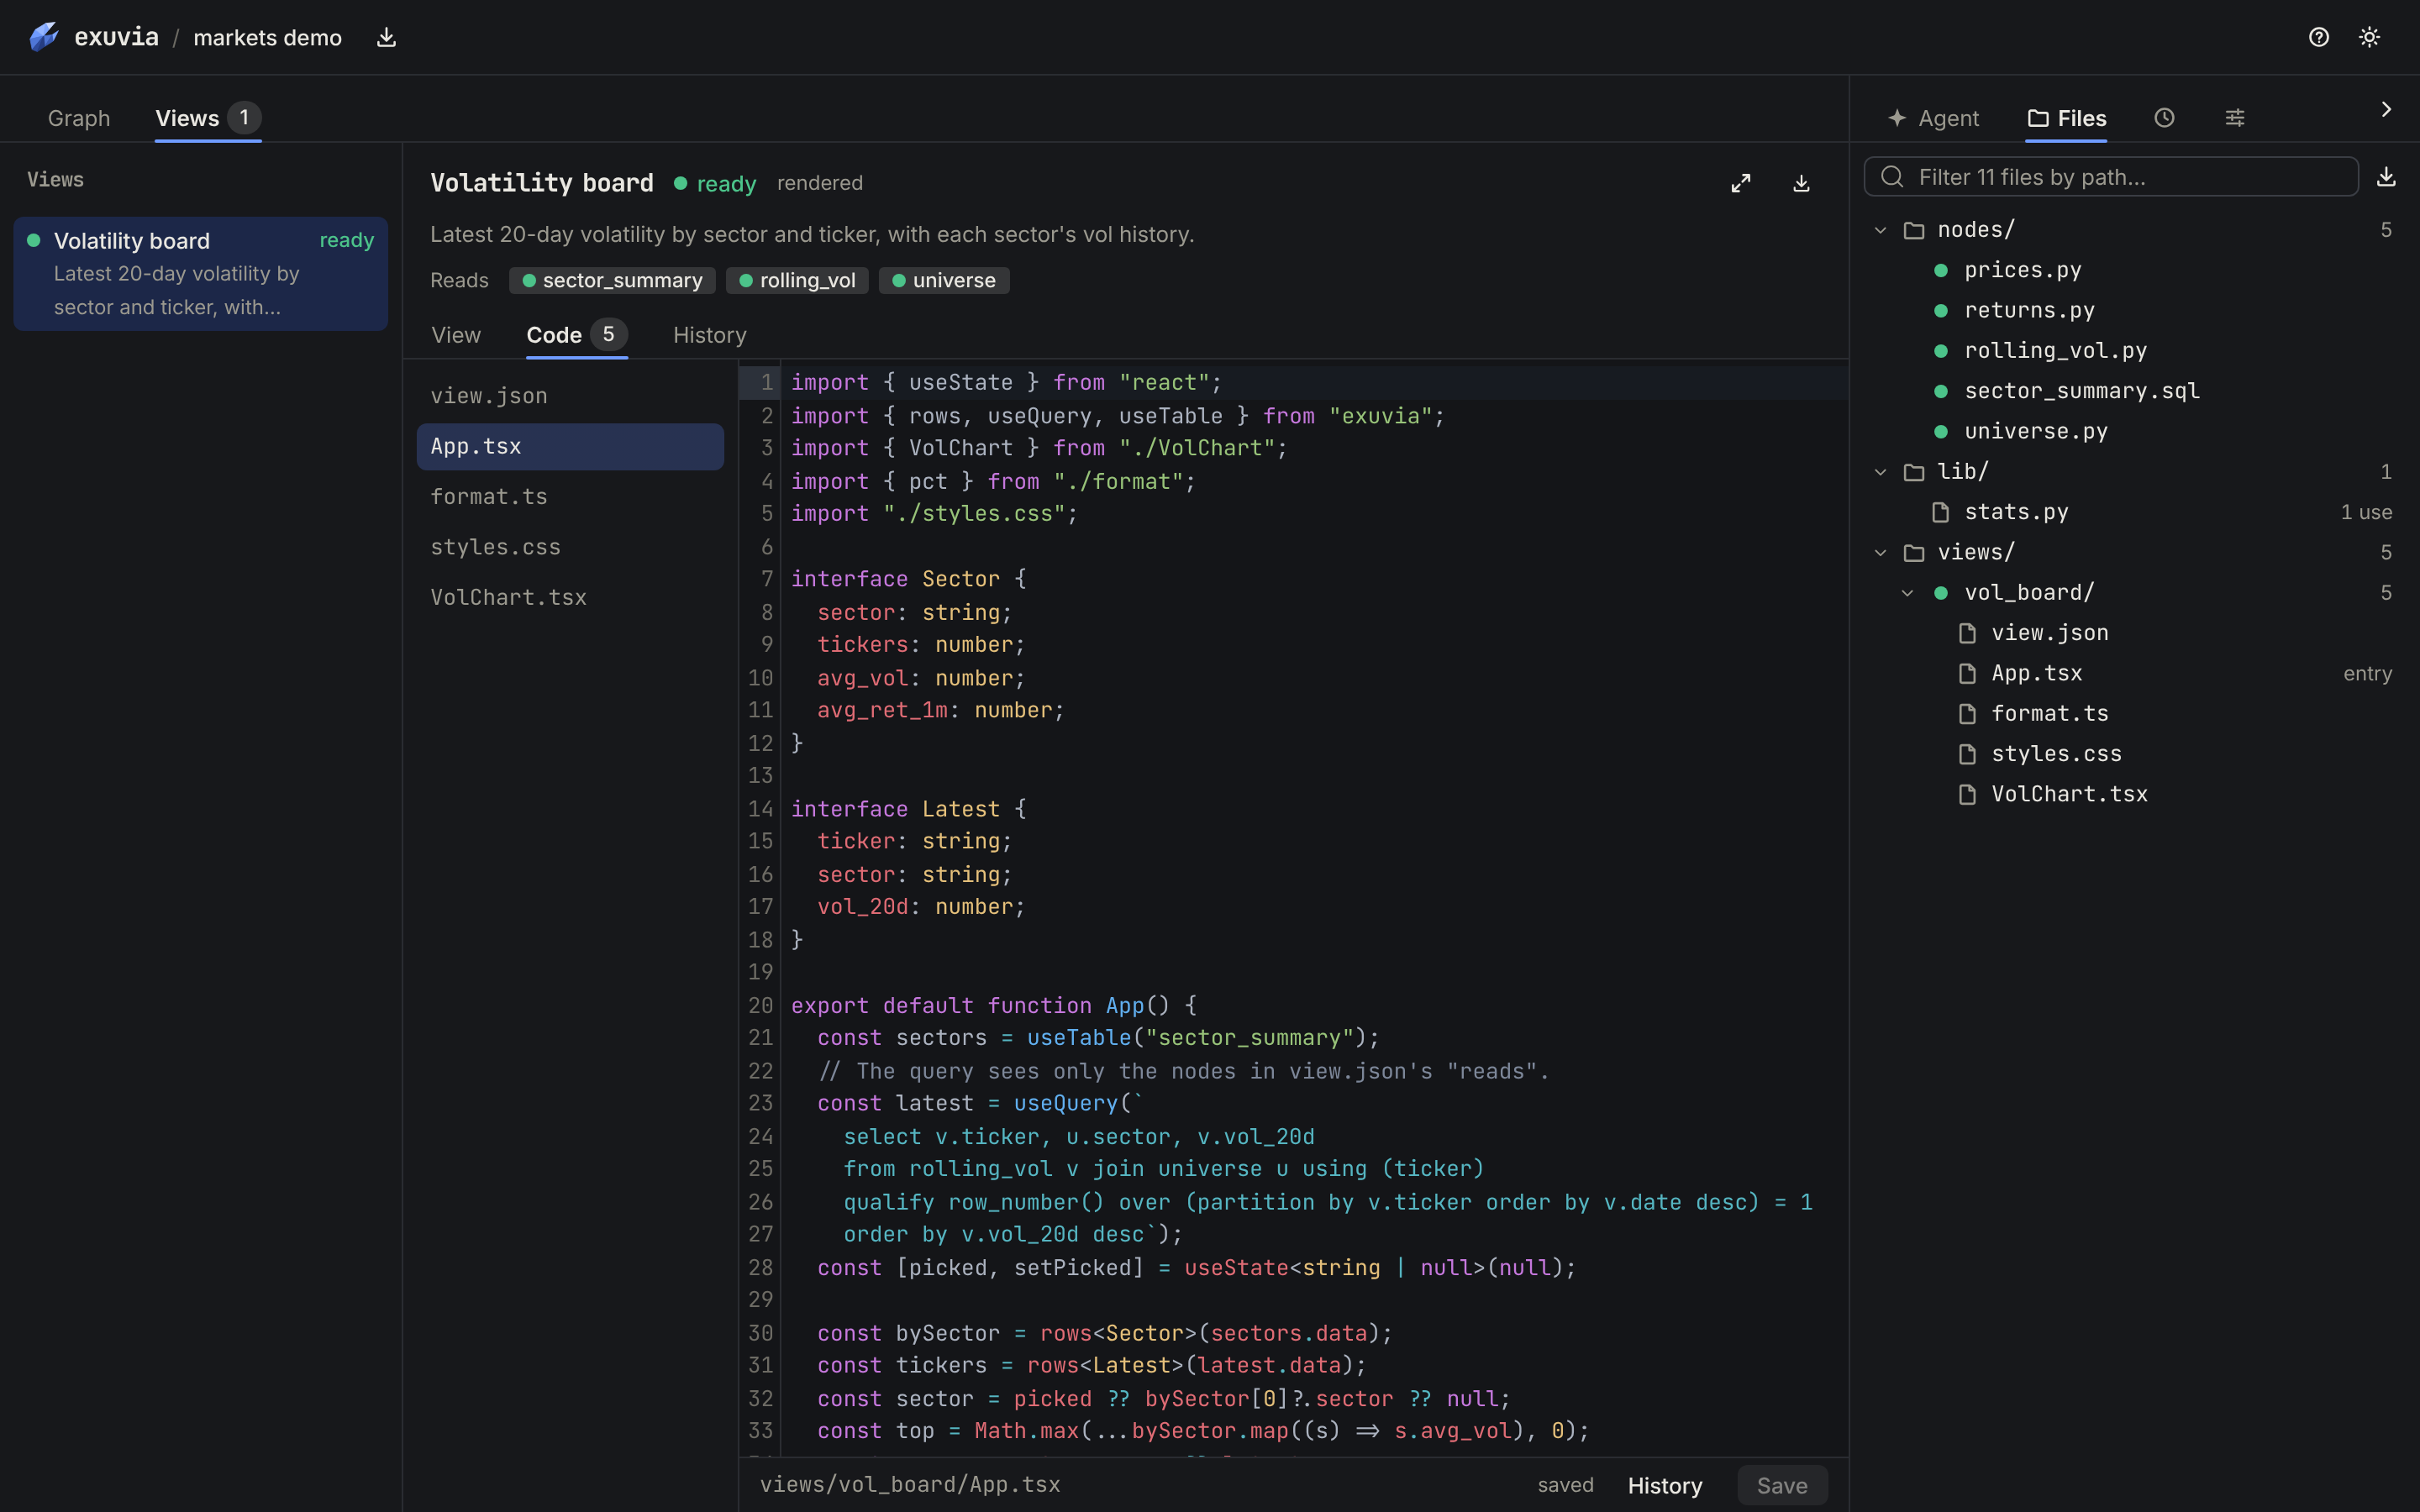 exuvia / markets demo
Graph
Views 1
Agent
Files
Views
Volatility board ready
Latest 20-day volatility by
sector and ticker, with...
Volatility board ready rendered
Latest 20-day volatility by sector and ticker, with each sector's vol history.
Reads sector_summary rolling_vol universe
View Code 5 History
view.json
App.tsx
format.ts
styles.css
VolChart.tsx
1 import { useState } from "react";
2 import { rows, useQuery, useTable } from "exuvia";
3 import { VolChart } from "./VolChart";
4 import { pct } from "./format";
5 import "./styles.css";
6
7 interface Sector {
8   sector: string;
9   tickers: number;
10   avg_vol: number;
11   avg_ret_1m: number;
12 }
13
14 interface Latest {
15   ticker: string;
16   sector: string;
17   vol_20d: number;
18 }
19
20 export default function App() {
21   const sectors = useTable("sector_summary");
22   // The query sees only the nodes in view.json's "reads".
23   const latest = useQuery(`
24     select v.ticker, u.sector, v.vol_20d
25     from rolling_vol v join universe u using (ticker)
26     qualify row_number() over (partition by v.ticker order by v.date desc) = 1
27     order by v.vol_20d desc`);
28   const [picked, setPicked] = useState<string | null>(null);
29
30   const bySector = rows<Sector>(sectors.data);
31   const tickers = rows<Latest>(latest.data);
32   const sector = picked ?? bySector[0]?.sector ?? null;
33   const top = Math.max(...bySector.map((s) => s.avg_vol), 0);
views/vol_board/App.tsx saved History Save
Filter 11 files by path...
nodes/ 5
prices.py
returns.py
rolling_vol.py
sector_summary.sql
universe.py
lib/ 1
stats.py 1 use
views/ 5
vol_board/ 5
view.json
App.tsx entry
format.ts
styles.css
VolChart.tsx